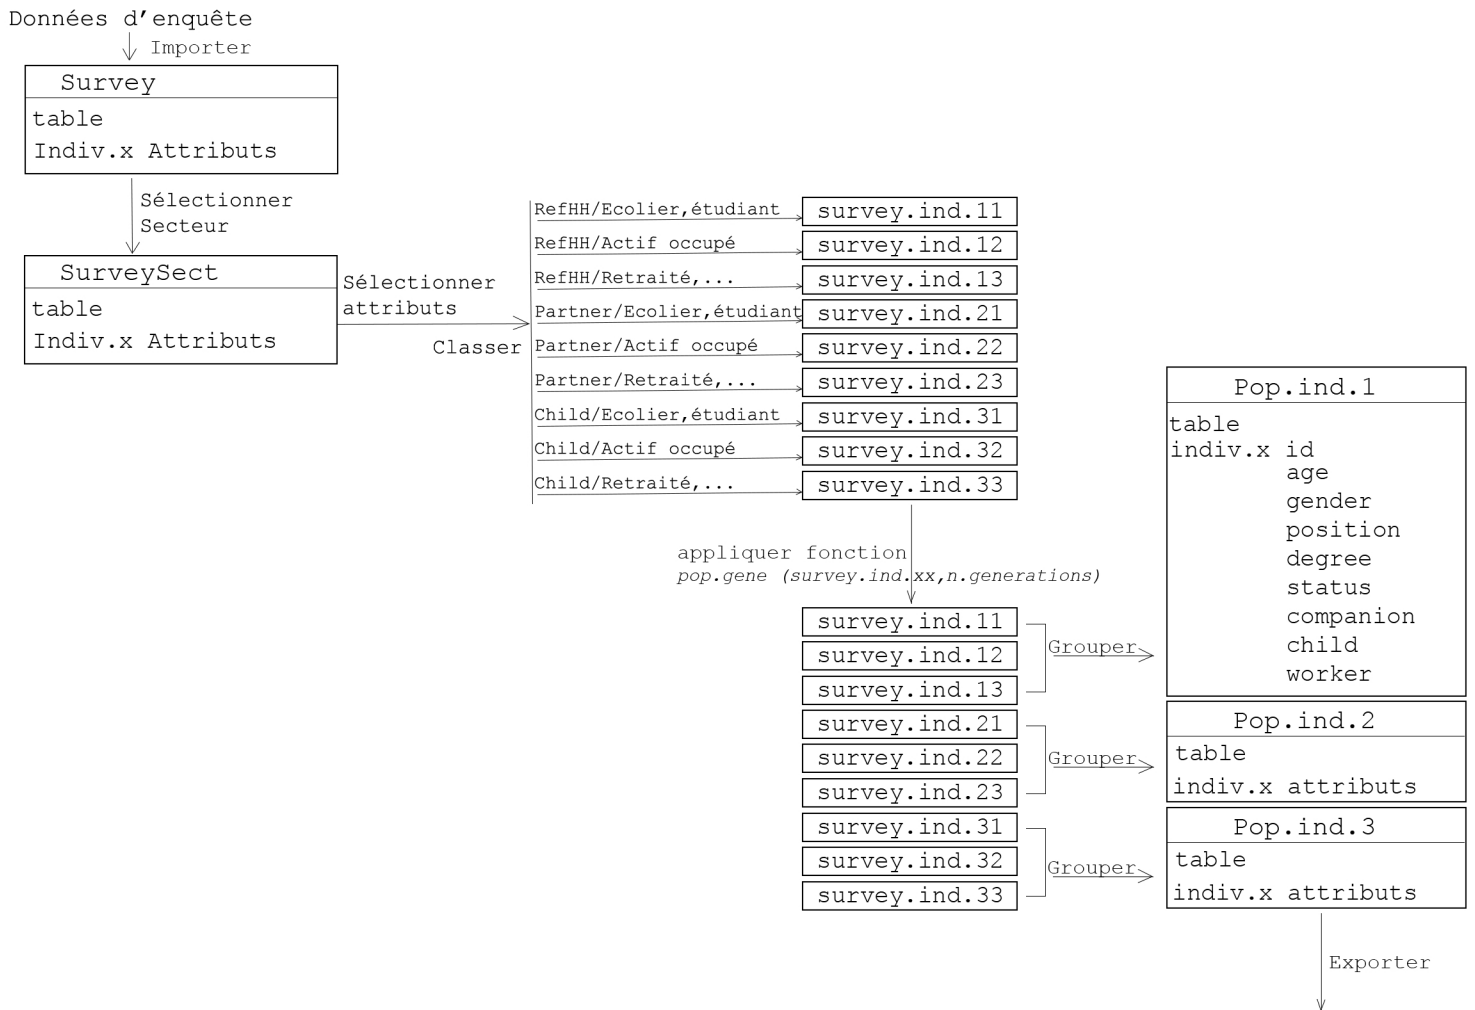 Données d'enquête
Importer
Survey
table
Indiv.x Attributs
Sélectionner
Secteur
SurveySect
table
Indiv.x Attributs
Sélectionner
attributs
Classer
RefHH/Ecolier,étudiant
survey.ind.11
RefHH/Actif occupé
survey.ind.12
RefHH/Retraité,...
survey.ind.13
Partner/Ecolier,étudiant
survey.ind.21
Partner/Actif occupé
survey.ind.22
Partner/Retraité,...
survey.ind.23
Child/Ecolier,étudiant
survey.ind.31
Child/Actif occupé
survey.ind.32
Child/Retraité,...
survey.ind.33
appliquer fonction
pop.gene (survey.ind.xx,n.generations)
survey.ind.11
survey.ind.12
survey.ind.13
survey.ind.21
survey.ind.22
survey.ind.23
survey.ind.31
survey.ind.32
survey.ind.33
Grouper
Grouper
Grouper
Pop.ind.1
table
indiv.x id
age
gender
position
degree
status
companion
child
worker
Pop.ind.2
table
indiv.x attributs
Pop.ind.3
table
indiv.x attributs
Exporter